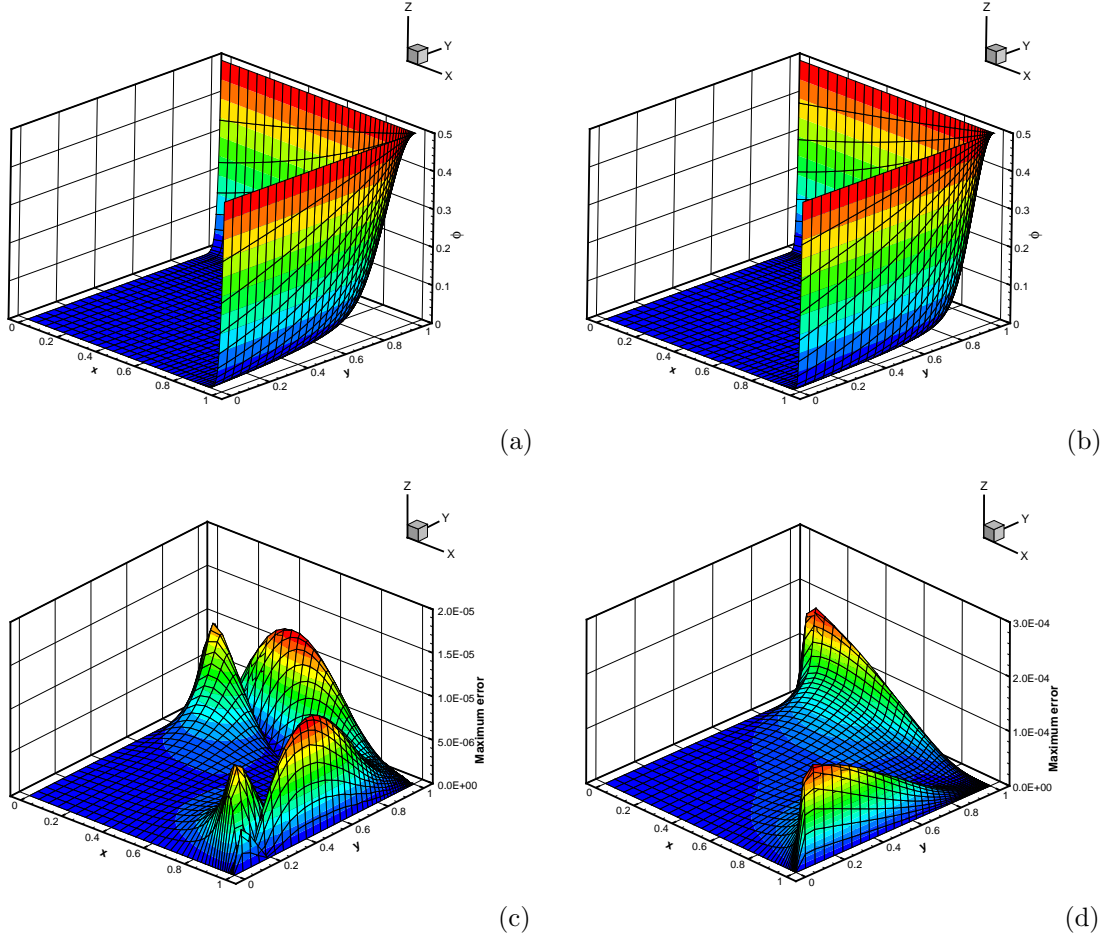 Z
Y
X
0.5
0.4
0.3
0.2
0.1
0
ϕ
0
0.2
0.4
0.6
0.8
1
x
0
0.2
0.4
0.6
0.8
1
y
(a)
Z
Y
X
0.5
0.4
0.3
0.2
0.1
0
ϕ
0
0.2
0.4
0.6
0.8
1
x
0
0.2
0.4
0.6
0.8
1
y
(b)
Z
Y
X
2.0E-05
1.5E-05
1.0E-05
5.0E-06
0.0E+00
Maximum error
0
0.2
0.4
0.6
0.8
1
x
0
0.2
0.4
0.6
0.8
1
y
(c)
Z
Y
X
3.0E-04
2.0E-04
1.0E-04
0.0E+00
Maximum error
0
0.2
0.4
0.6
0.8
1
x
0
0.2
0.4
0.6
0.8
1
y
(d)